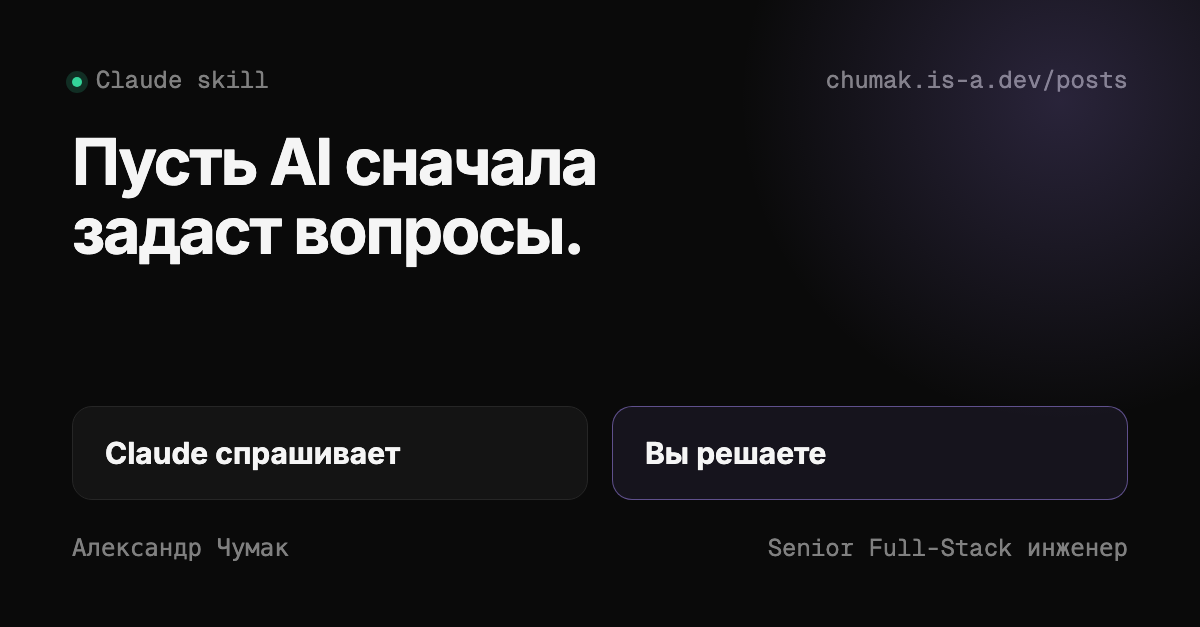 Claude skill
chumak.is-a.dev/posts
Пусть AI сначала
задаст вопросы.
Claude спрашивает
Вы решаете
Александр Чумак
Senior Full-Stack инженер